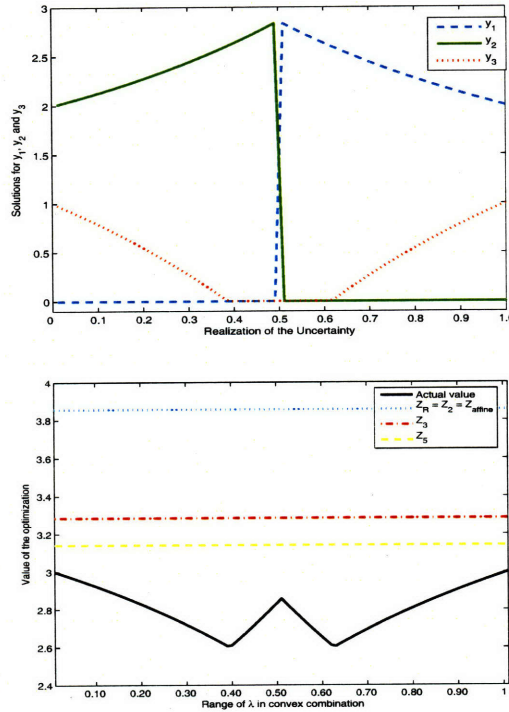 3
2.5
2
1.5
1
0.5
0
Solutions for y1, y2 and y3
y1
y2
y3
0 0.1 0.2 0.3 0.4 0.5 0.6 0.7 0.8 0.9 1.0
Realization of the Uncertainty
4
3.8
3.6
3.4
3.2
3
2.8
2.6
2.4
Value of the optimization
Actual value
ZR = Z2 = Zaffine
Z3
Z5
0.10 0.20 0.30 0.40 0.50 0.60 0.70 0.80 0.90 1
Range of λ in convex combination